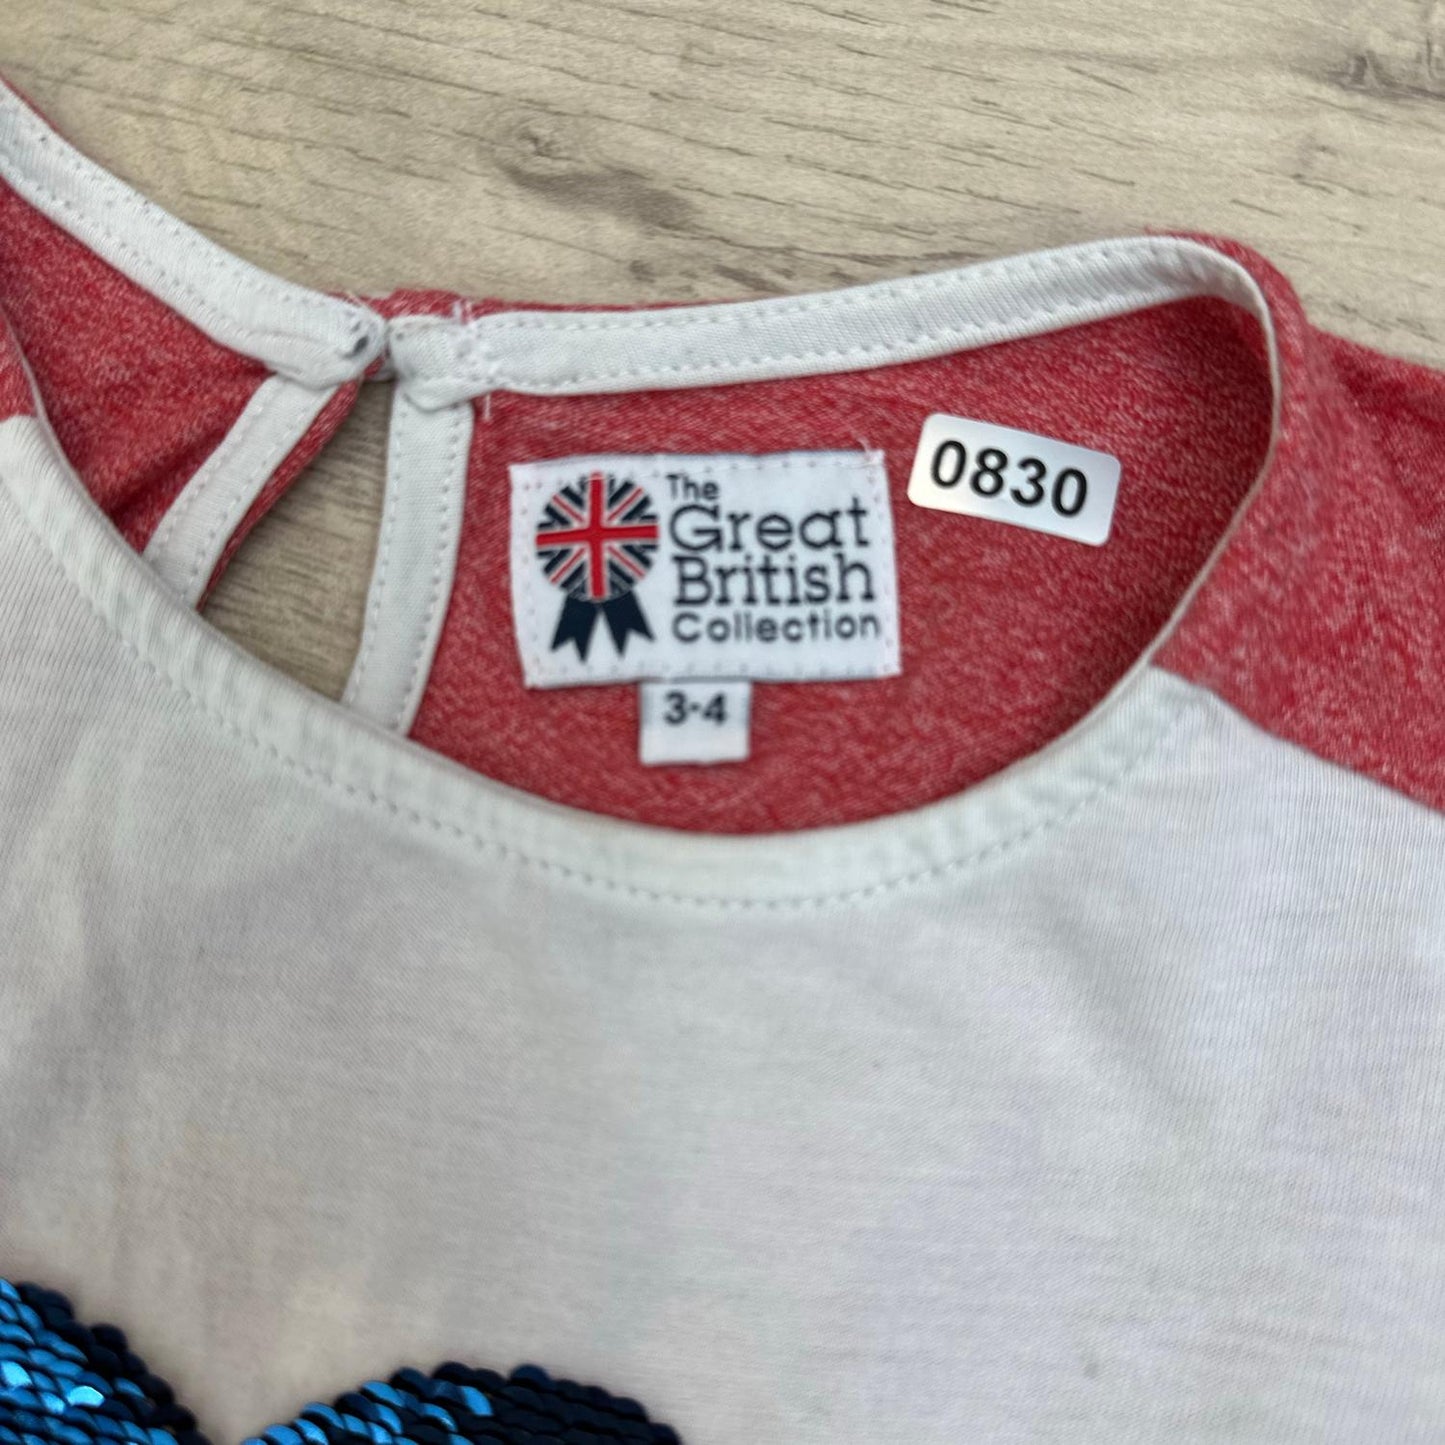 The
Great
British
Collection
3-4
0830